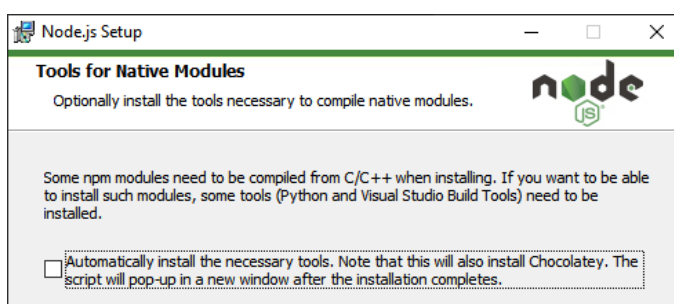 Node.js Setup
Tools for Native Modules
Optionally install the tools necessary to compile native modules.
node
JS
Some npm modules need to be compiled from C/C++ when installing. If you want to be able
to install such modules, some tools (Python and Visual Studio Build Tools) need to be
installed.
Automatically install the necessary tools. Note that this will also install Chocolatey. The
script will pop-up in a new window after the installation completes.